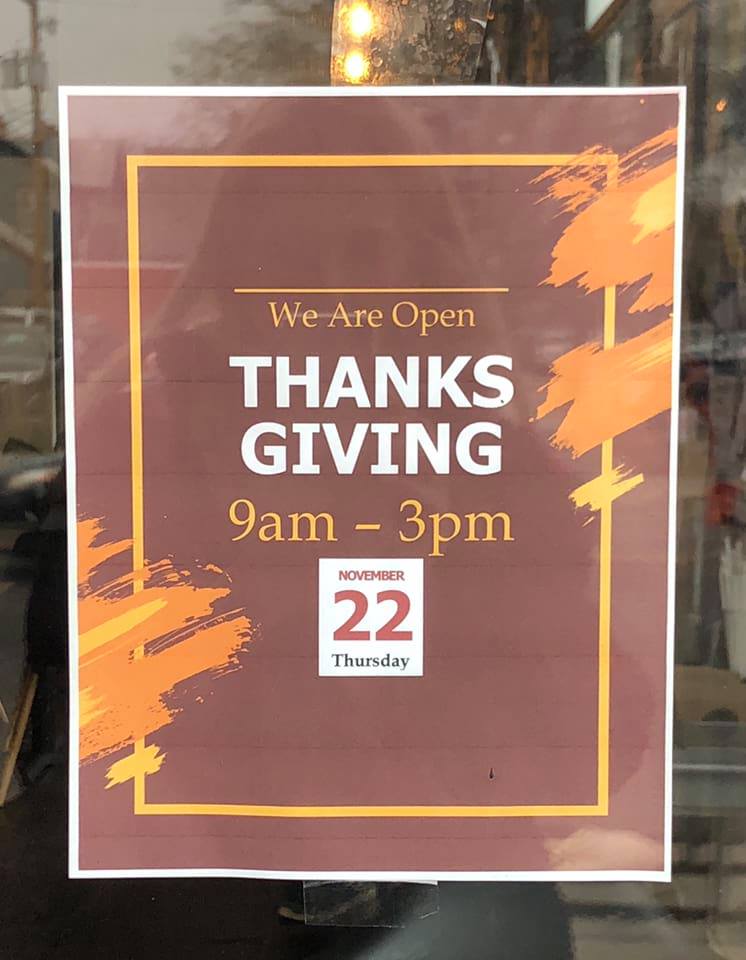 We Are Open
THANKS
GIVING
9am – 3pm
NOVEMBER
22
Thursday